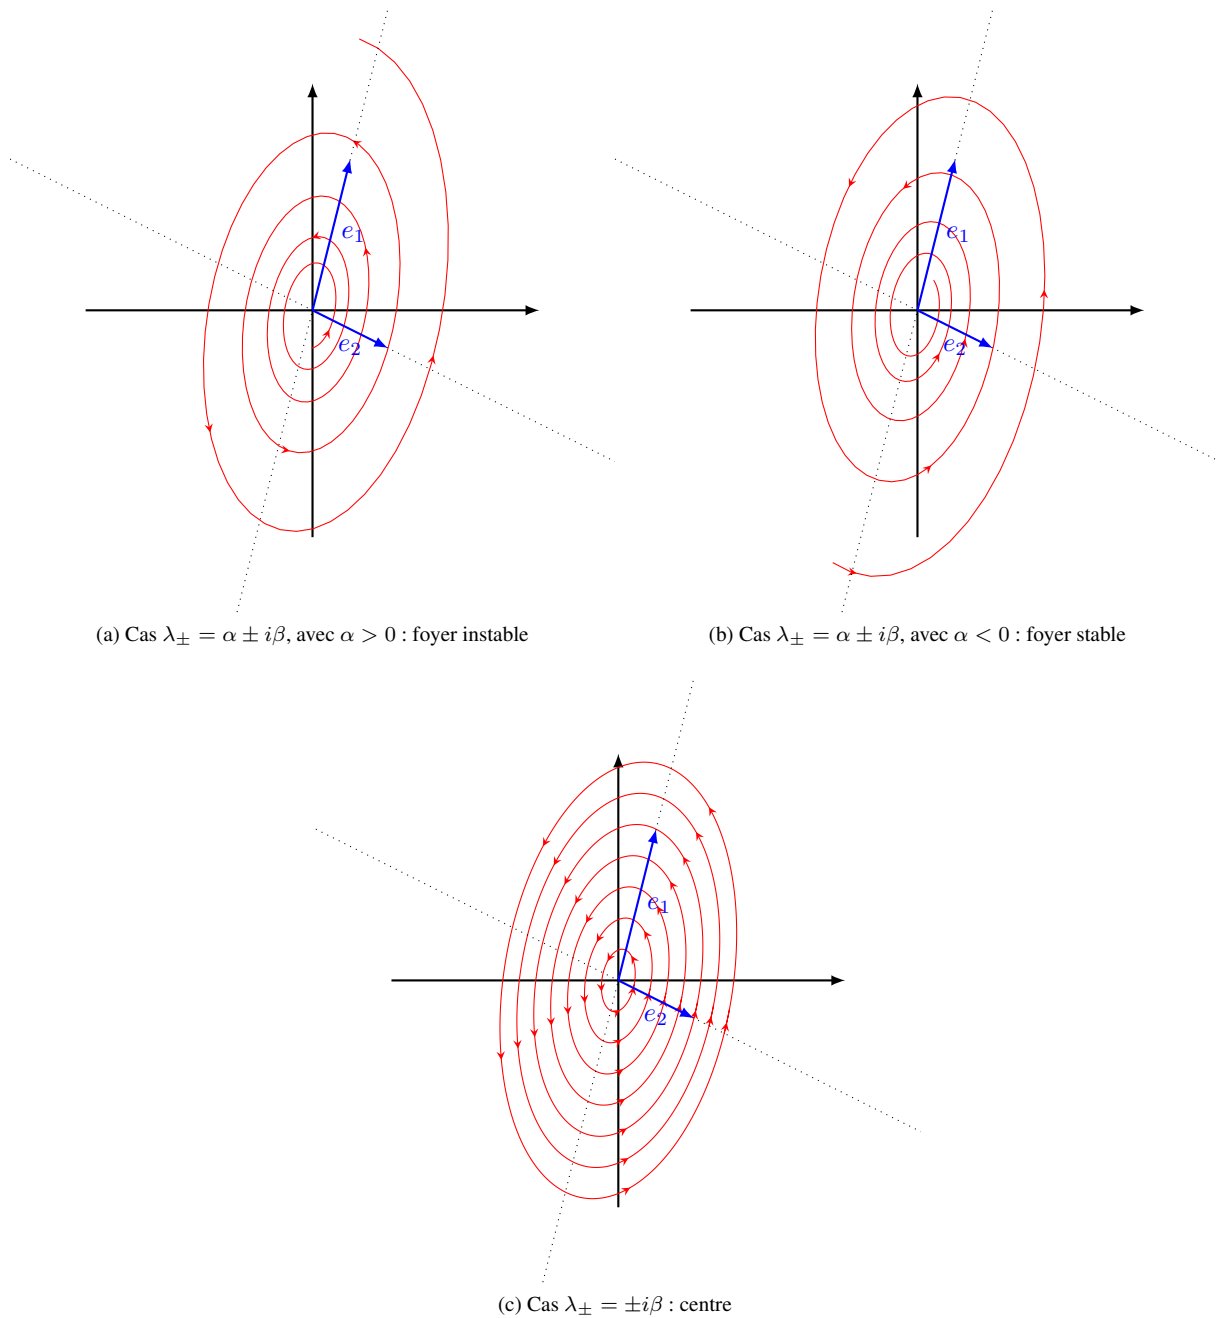 e₁
e₂
(a) Cas λ± = α ± iβ, avec α > 0 : foyer instable
e₁
e₂
(b) Cas λ± = α ± iβ, avec α < 0 : foyer stable
e₁
e₂
(c) Cas λ± = ±iβ : centre